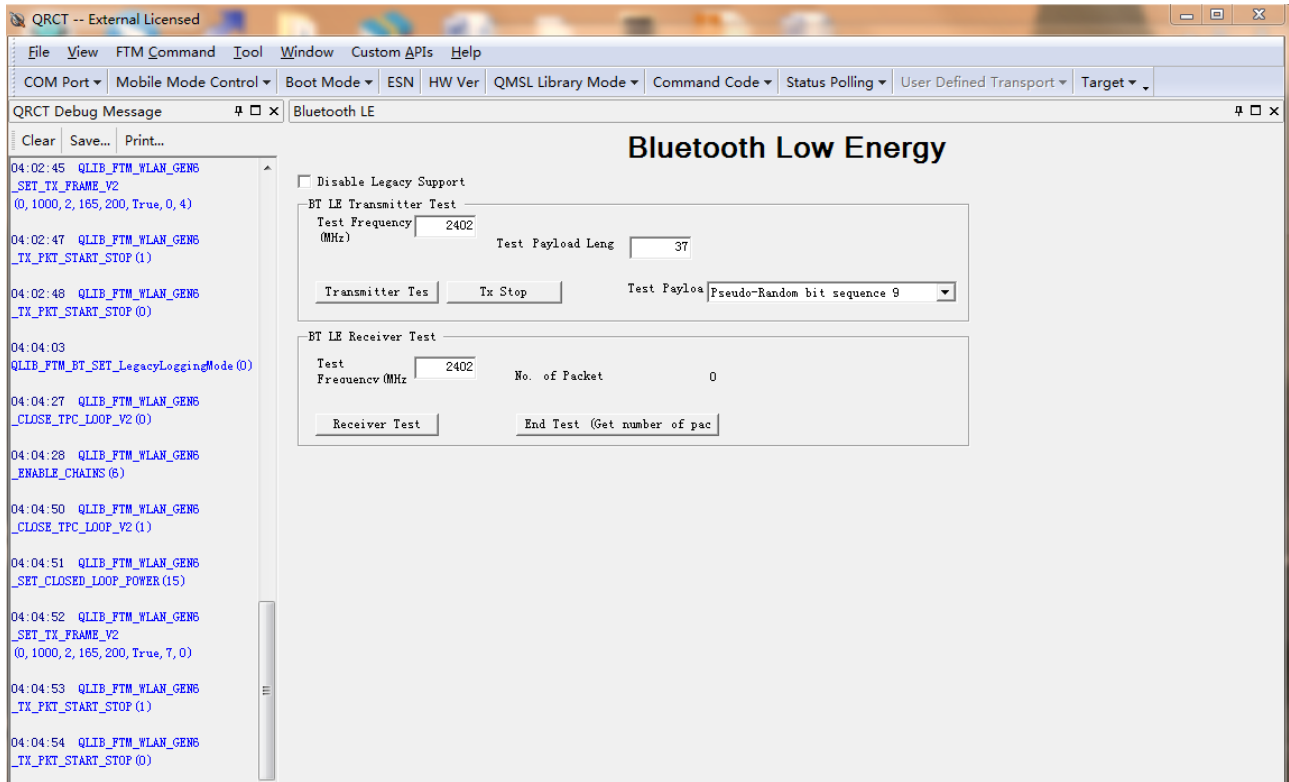 QRCT -- External Licensed
File View FTM Command Tool Window Custom APIs Help
COM Port Mobile Mode Control Boot Mode ESN HW Ver QMSL Library Mode Command Code Status Polling User Defined Transport Target
QRCT Debug Message
Clear Save... Print...
04:02:45 QLIB_FTM_WLAN_GEN6
_SET_TX_FRAME_V2
(0, 1000, 2, 165, 200, True, 0, 4)
04:02:47 QLIB_FTM_WLAN_GEN6
_TX_PKT_START_STOP(1)
04:02:48 QLIB_FTM_WLAN_GEN6
_TX_PKT_START_STOP(0)
04:04:03
QLIB_FTM_BT_SET_LegacyLoggingMode(0)
04:04:27 QLIB_FTM_WLAN_GEN6
_CLOSE_TPC_LOOP_V2(0)
04:04:28 QLIB_FTM_WLAN_GEN6
_ENABLE_CHAINS(6)
04:04:50 QLIB_FTM_WLAN_GEN6
_CLOSE_TPC_LOOP_V2(1)
04:04:51 QLIB_FTM_WLAN_GEN6
_SET_CLOSED_LOOP_POWER(15)
04:04:52 QLIB_FTM_WLAN_GEN6
_SET_TX_FRAME_V2
(0, 1000, 2, 165, 200, True, 7, 0)
04:04:53 QLIB_FTM_WLAN_GEN6
_TX_PKT_START_STOP(1)
04:04:54 QLIB_FTM_WLAN_GEN6
_TX_PKT_START_STOP(0)
Bluetooth LE
Bluetooth Low Energy
Disable Legacy Support
BT LE Transmitter Test
Test Frequency 2402
(MHz)
Test Payload Leng 37
Transmitter Tes Tx Stop Test Payloa Pseudo-Random bit sequence 9
BT LE Receiver Test
Test 2402
Frequency (MHz
No. of Packet 0
Receiver Test End Test (Get number of pac